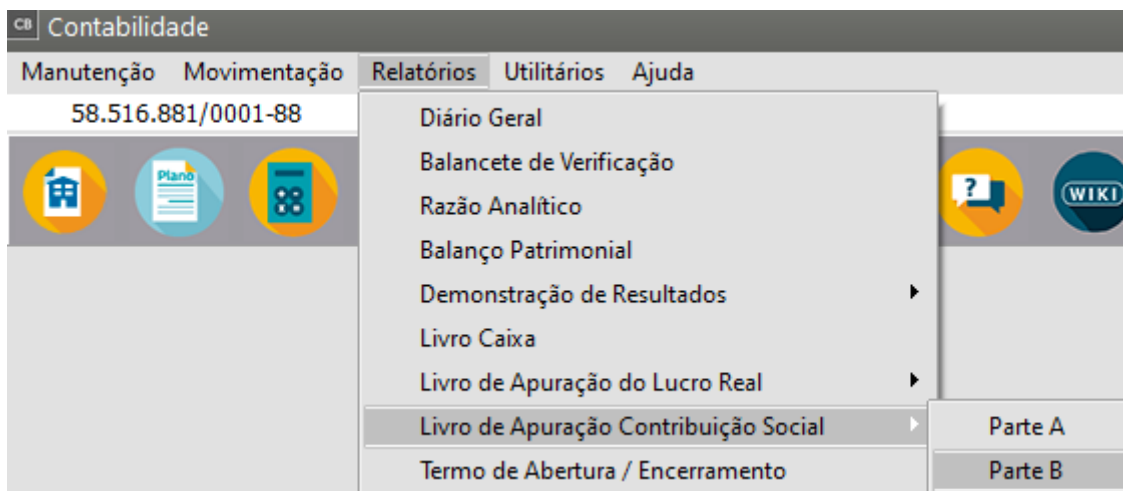 CB Contabilidade
Manutenção Movimentação Relatórios Utilitários Ajuda
58.516.881/0001-88
Diário Geral
Balancete de Verificação
Plano
?
WIKI
Razão Analítico
Balanço Patrimonial
Demonstração de Resultados
Livro Caixa
Livro de Apuração do Lucro Real
Livro de Apuração Contribuição Social
Parte A
Termo de Abertura / Encerramento
Parte B